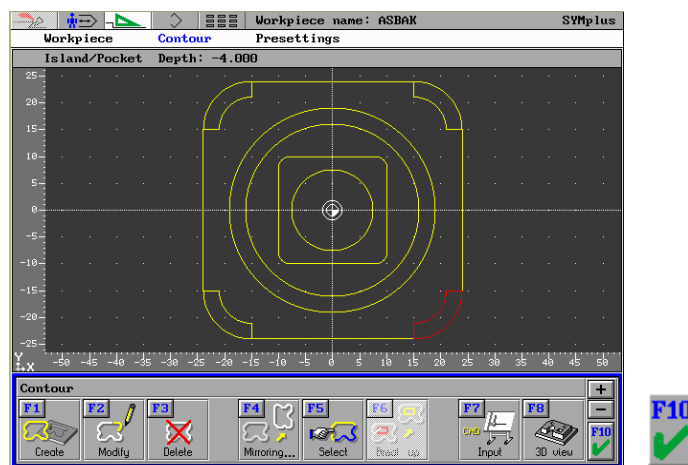 Workpiece name: ASBAK SYMplus
Workpiece Contour Presettings
Island/Pocket Depth: -4.000
25
20
15
10
5
0
-5
-10
-15
-20
-25
Y
X -50 -45 -40 -35 -30 -25 -20 -15 -10 -5 0 5 10 15 20 25 30 35 40 45 50
Contour +
F1 F2 F3 F4 F5 F6 F7 F8 -
CAD F10
Create Modify Delete Mirroring... Select Break up Input 3D view
F10